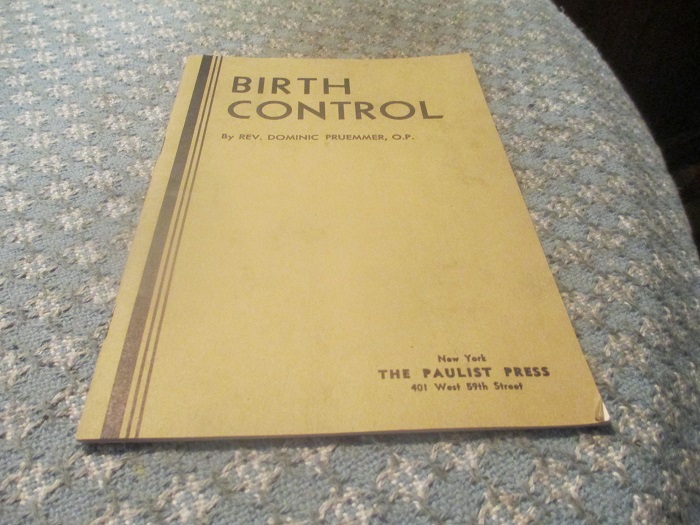 BIRTH
CONTROL
By REV. DOMINIC PRUEMMER, O.P.
New York
THE PAULIST PRESS
401 West 59th Street